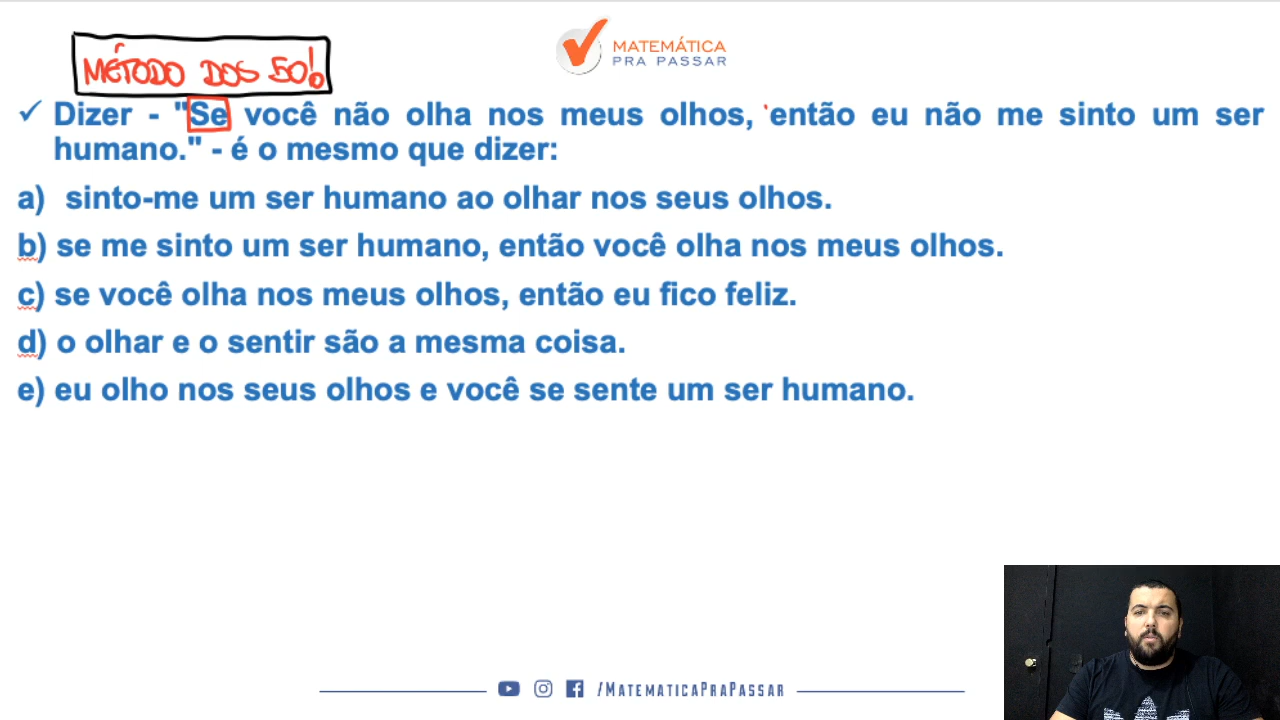 MATEMÁTICA
PRA PASSAR
MÉTODO DOS 50!
✓ Dizer - "Se você não olha nos meus olhos, então eu não me sinto um ser
humano." - é o mesmo que dizer:
a) sinto-me um ser humano ao olhar nos seus olhos.
b) se me sinto um ser humano, então você olha nos meus olhos.
c) se você olha nos meus olhos, então eu fico feliz.
d) o olhar e o sentir são a mesma coisa.
e) eu olho nos seus olhos e você se sente um ser humano.
/MATEMATICAPRAPASSAR